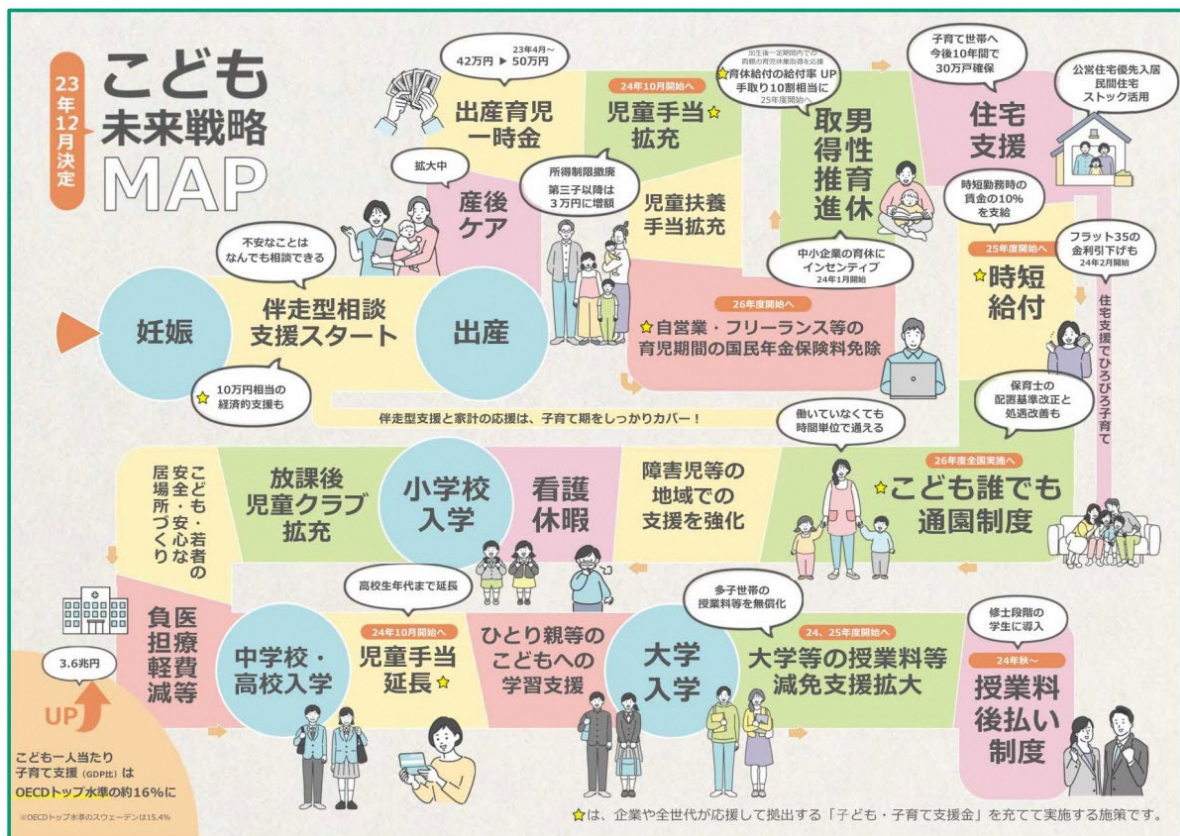 23年12月決定
こども
未来戦略
MAP
23年4月～
42万円 ▶ 50万円
出産育児
一時金
24年10月開始へ
児童手当☆
拡充
所得制限撤廃
第三子以降は
3万円に増額
児童扶養
手当拡充
拡大中
産後
ケア
不安なことは
なんでも相談できる
妊娠
伴走型相談
支援スタート
出産
☆10万円相当の
経済的支援も
伴走型支援と家計の応援は、子育て期をしっかりカバー！
出生後一定期間内での
両親の育児休業取得を応援
☆育休給付の給付率 UP
手取り10割相当に
25年度開始へ
男性育休
取得推進
中小企業の育休に
インセンティブ
24年1月開始
26年度開始へ
☆自営業・フリーランス等の
育児期間の国民年金保険料免除
子育て世帯へ
今後10年間で
30万戸確保
住宅
支援
公営住宅優先入居
民間住宅
ストック活用
時短勤務時の
賃金の10%
を支給
25年度開始へ
☆時短
給付
フラット35の
金利引下げも
24年2月開始
住宅支援でひろびろ子育て
保育士の
配置基準改正と
処遇改善も
働いていなくても
時間単位で通える
26年度全国実施へ
☆こども誰でも
通園制度
障害児等の
地域での
支援を強化
看護
休暇
小学校
入学
放課後
児童クラブ
拡充
こども・若者の
安全・安心な
居場所づくり
医療費等
負担軽減
中学校・
高校入学
高校生年代まで延長
24年10月開始へ
児童手当
延長☆
ひとり親等の
こどもへの
学習支援
大学
入学
多子世帯の
授業料等を無償化
24、25年度開始へ
大学等の授業料等
減免支援拡大
修士段階の
学生に導入
24年秋～
授業料
後払い
制度
3.6兆円
UP
こども一人当たり
子育て支援（GDP比）は
OECDトップ水準の約16%に
※OECDトップ水準のスウェーデンは15.4%
☆は、企業や全世代が応援して拠出する「子ども・子育て支援金」を充てて実施する施策です。